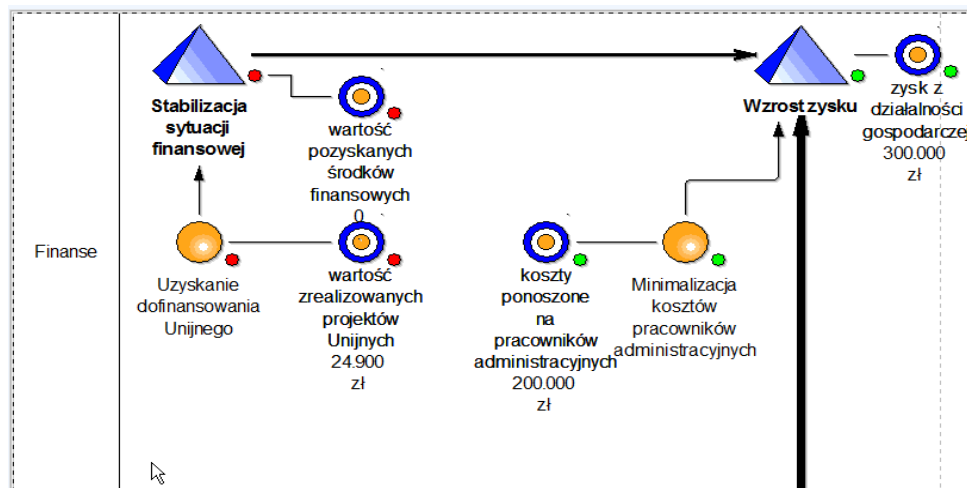 Finanse
Stabilizacja
sytuacji
finansowej
wartość
pozyskanych
środków
finansowych
0
Wzrost zysku
zysk z
działalności
gospodarczej
300.000
zł
Uzyskanie
dofinansowania
Unijnego
wartość
zrealizowanych
projektów
Unijnych
24.900
zł
koszty
ponoszone
na
pracowników
administracyjnych
200.000
zł
Minimalizacja
kosztów
pracowników
administracyjnych